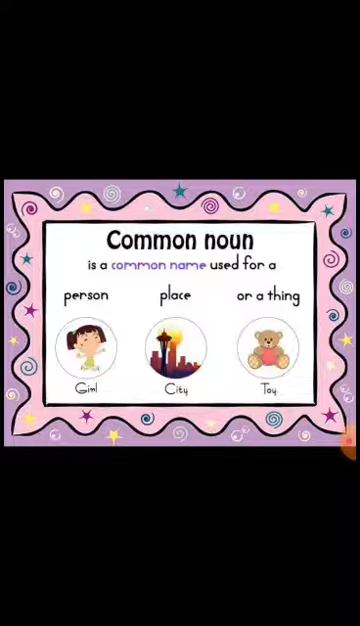 Common noun
is a common name used for a
person place or a thing
Girl City Toy